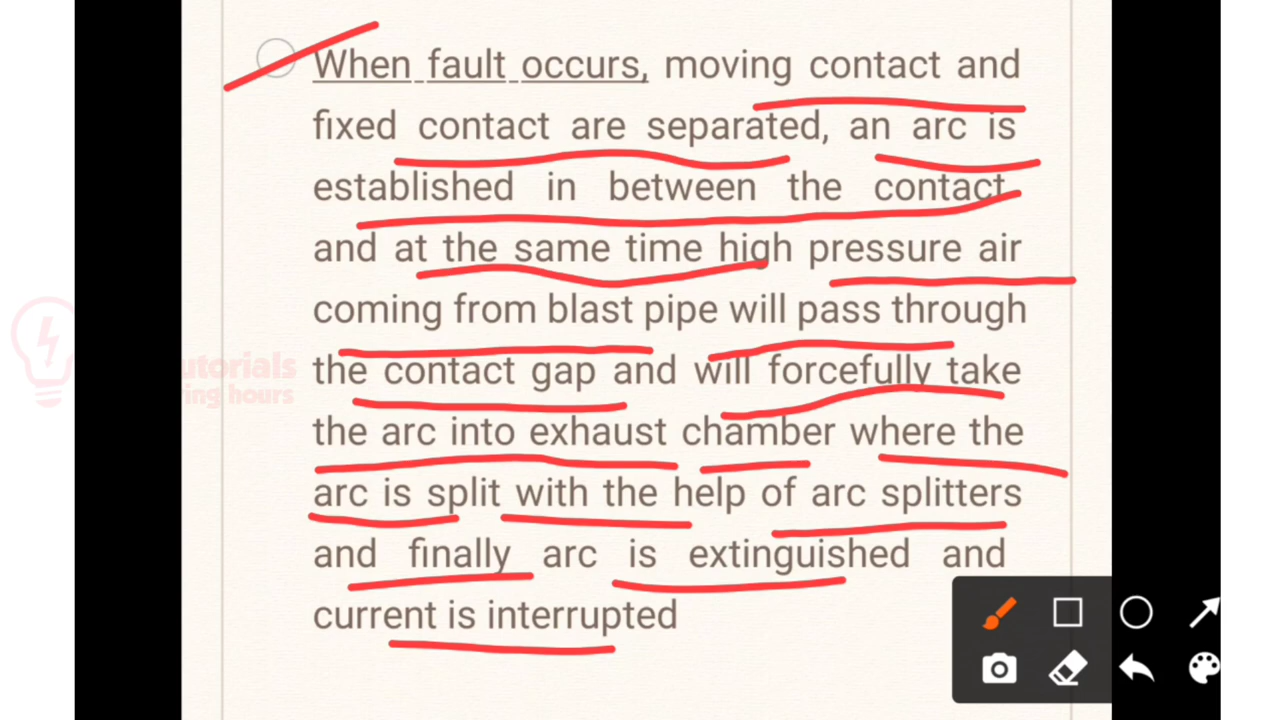 When fault occurs, moving contact and
fixed contact are separated, an arc is
established in between the contact
and at the same time high pressure air
coming from blast pipe will pass through
the contact gap and will forcefully take
the arc into exhaust chamber where the
arc is split with the help of arc splitters
and finally arc is extinguished and
current is interrupted
utorials
ring hours